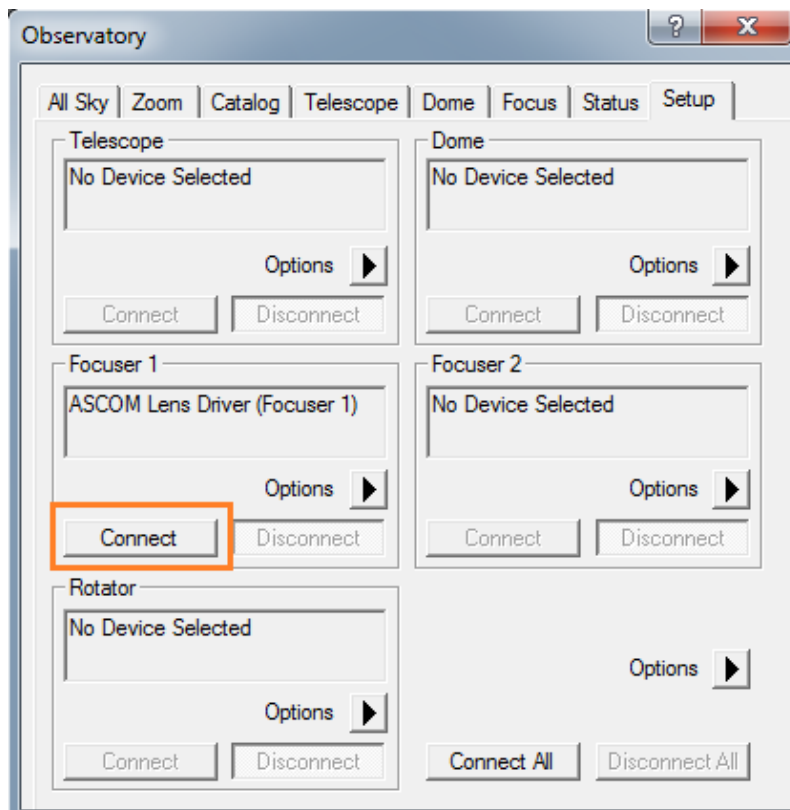 Observatory
?
X
All Sky Zoom Catalog Telescope Dome Focus Status Setup
Telescope
No Device Selected
Options
Connect Disconnect
Dome
No Device Selected
Options
Connect Disconnect
Focuser 1
ASCOM Lens Driver (Focuser 1)
Options
Connect Disconnect
Focuser 2
No Device Selected
Options
Connect Disconnect
Rotator
No Device Selected
Options
Connect Disconnect
Options
Connect All Disconnect All